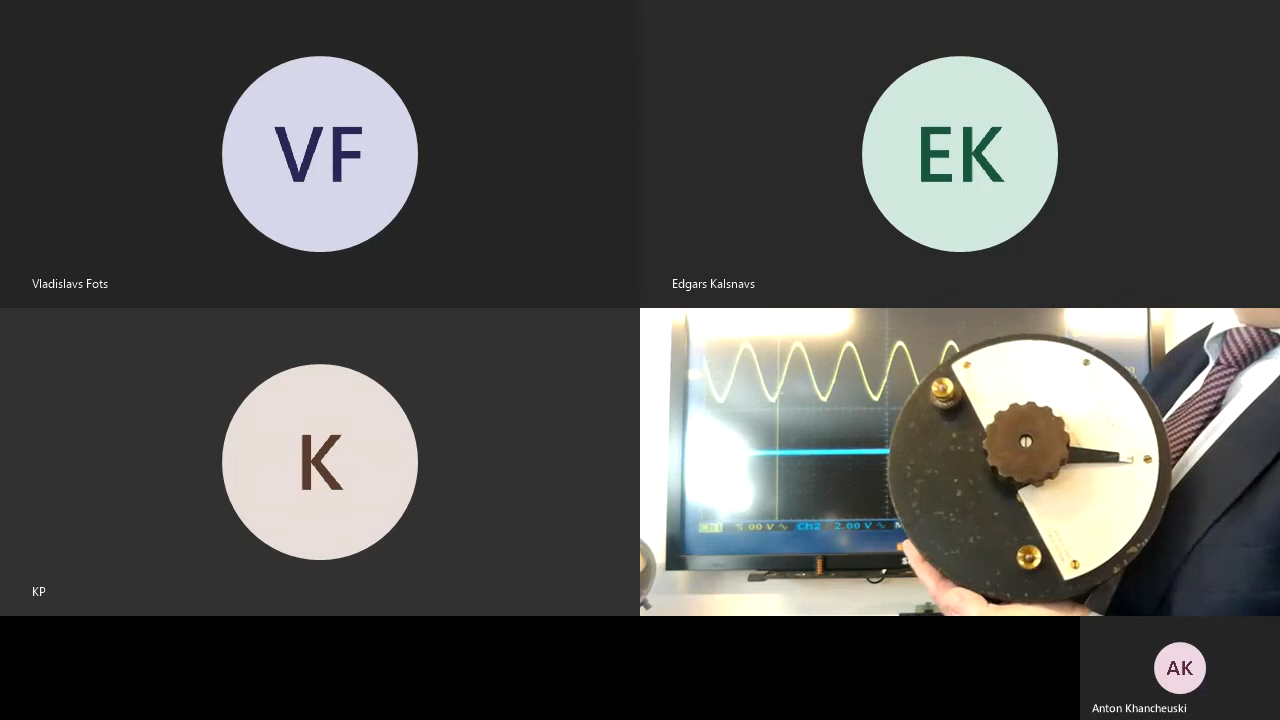 VF
Vladislavs Fots
EK
Edgars Kalsnavs
K
KP
Ch1 5.00 V Ch2 2.00 V M
AK
Anton Khancheuski